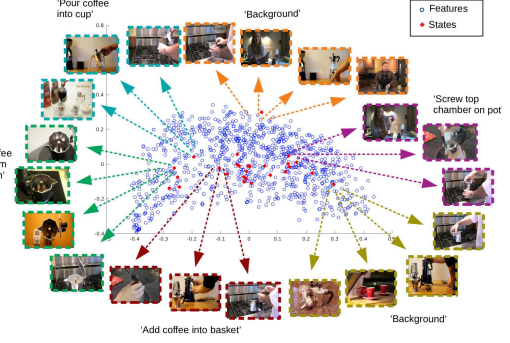 'Pour coffee
into cup'
'Background'
Features
States
0.8
'Screw top
chamber on pot'
0.4
0.2
0
-0.2
-0.4
-0.5
-0.4
-0.3
-0.2
-0.1
0
0.1
0.2
0.3
0.4
'Add coffee into basket'
'Background'